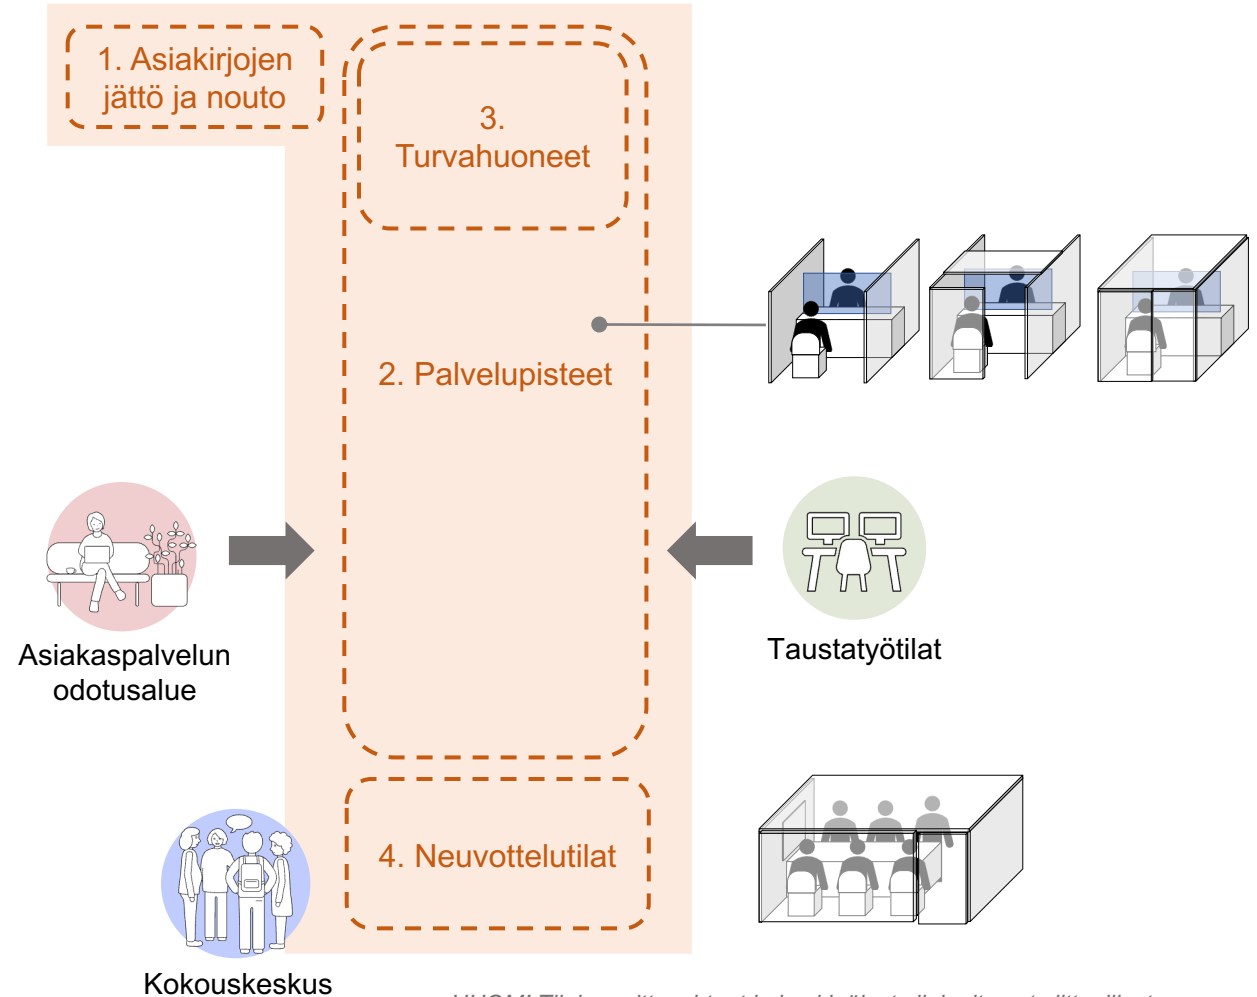 1. Asiakirjojen
jättö ja nouto
3.
Turvahuoneet
2. Palvelupisteet
Asiakaspalvelun
odotusalue
Taustatyötilat
4. Neuvottelutilat
Kokouskeskus